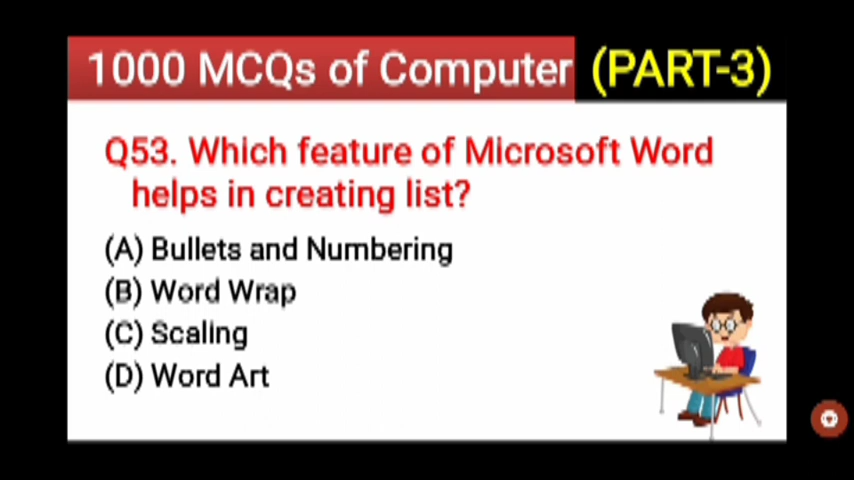 1000 MCQs of Computer (PART-3)
Q53. Which feature of Microsoft Word
helps in creating list?
(A) Bullets and Numbering
(B) Word Wrap
(C) Scaling
(D) Word Art